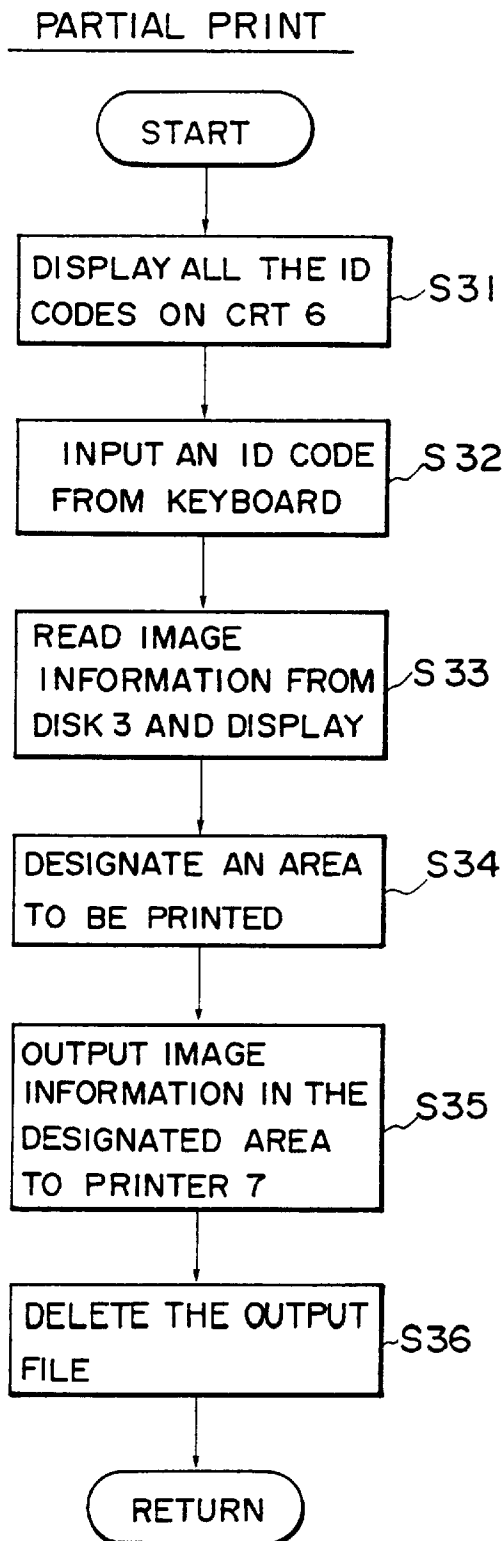 PARTIAL PRINT
START
DISPLAY ALL THE ID
CODES ON CRT 6
S31
INPUT AN ID CODE
FROM KEYBOARD
S32
READ IMAGE
INFORMATION FROM
DISK 3 AND DISPLAY
S33
DESIGNATE AN AREA
TO BE PRINTED
S34
OUTPUT IMAGE
INFORMATION IN THE
DESIGNATED AREA
TO PRINTER 7
S35
DELETE THE OUTPUT
FILE
S36
RETURN